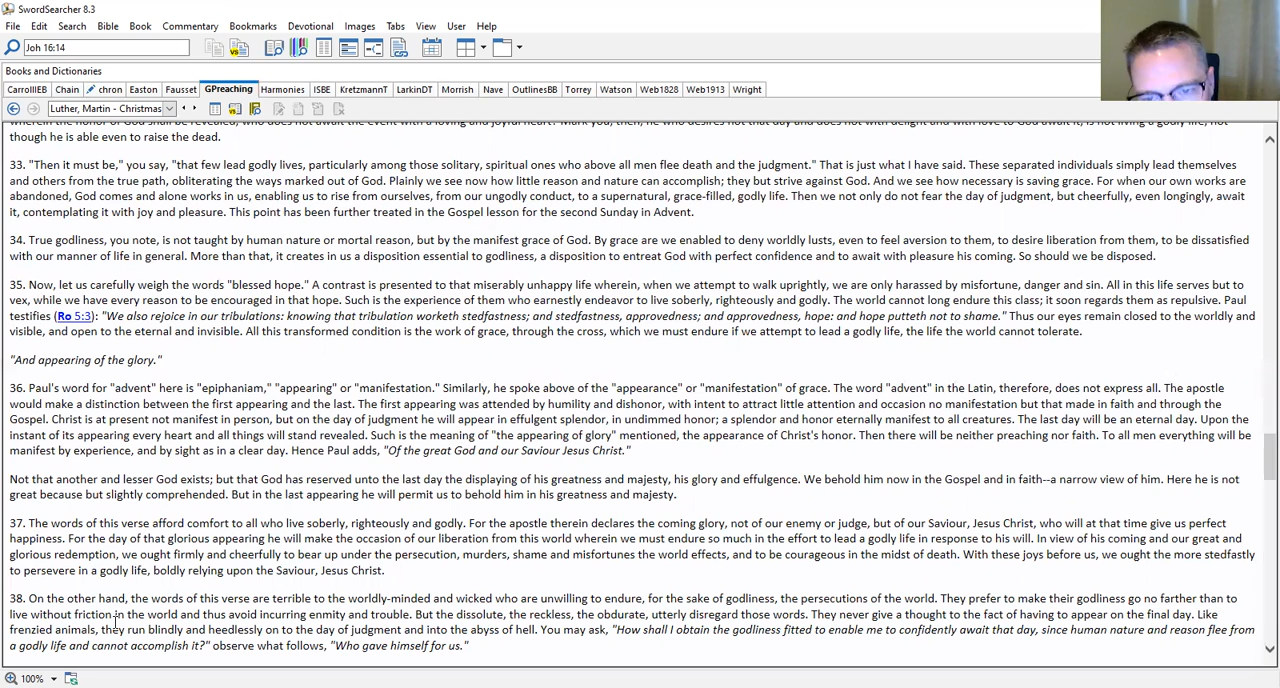 SwordSearcher 8.3
File Edit Search Bible Book Commentary Bookmarks Devotional Images Tabs View User Help
Joh 16:14
Books and Dictionaries
CarrollIEB Chain chron Easton Fausset GPreaching Harmonies ISBE KretzmannT LarkinDT Morrish Nave OutlinesBB Torrey Watson Web1828 Web1913 Wright
Luther, Martin - Christmas
though he is able even to raise the dead.
33. "Then it must be," you say, "that few lead godly lives, particularly among those solitary, spiritual ones who above all men flee death and the judgment." That is just what I have said. These separated individuals simply lead themselves
and others from the true path, obliterating the ways marked out of God. Plainly we see now how little reason and nature can accomplish; they but strive against God. And we see how necessary is saving grace. For when our own works are
abandoned, God comes and alone works in us, enabling us to rise from ourselves, from our ungodly conduct, to a supernatural, grace-filled, godly life. Then we not only do not fear the day of judgment, but cheerfully, even longingly, await
it, contemplating it with joy and pleasure. This point has been further treated in the Gospel lesson for the second Sunday in Advent.
34. True godliness, you note, is not taught by human nature or mortal reason, but by the manifest grace of God. By grace are we enabled to deny worldly lusts, even to feel aversion to them, to desire liberation from them, to be dissatisfied
with our manner of life in general. More than that, it creates in us a disposition essential to godliness, a disposition to entreat God with perfect confidence and to await with pleasure his coming. So should we be disposed.
35. Now, let us carefully weigh the words "blessed hope." A contrast is presented to that miserably unhappy life wherein, when we attempt to walk uprightly, we are only harassed by misfortune, danger and sin. All in this life serves but to
vex, while we have every reason to be encouraged in that hope. Such is the experience of them who earnestly endeavor to live soberly, righteously and godly. The world cannot long endure this class; it soon regards them as repulsive. Paul
testifies (Ro 5:3): "We also rejoice in our tribulations: knowing that tribulation worketh stedfastness; and stedfastness, approvedness; and approvedness, hope: and hope putteth not to shame." Thus our eyes remain closed to the worldly and
visible, and open to the eternal and invisible. All this transformed condition is the work of grace, through the cross, which we must endure if we attempt to lead a godly life, the life the world cannot tolerate.
"And appearing of the glory."
36. Paul's word for "advent" here is "epiphaniam," "appearing" or "manifestation." Similarly, he spoke above of the "appearance" or "manifestation" of grace. The word "advent" in the Latin, therefore, does not express all. The apostle
would make a distinction between the first appearing and the last. The first appearing was attended by humility and dishonor, with intent to attract little attention and occasion no manifestation but that made in faith and through the
Gospel. Christ is at present not manifest in person, but on the day of judgment he will appear in effulgent splendor, in undimmed honor; a splendor and honor eternally manifest to all creatures. The last day will be an eternal day. Upon the
instant of its appearing every heart and all things will stand revealed. Such is the meaning of "the appearing of glory" mentioned, the appearance of Christ's honor. Then there will be neither preaching nor faith. To all men everything will be
manifest by experience, and by sight as in a clear day. Hence Paul adds, "Of the great God and our Saviour Jesus Christ."
Not that another and lesser God exists; but that God has reserved unto the last day the displaying of his greatness and majesty, his glory and effulgence. We behold him now in the Gospel and in faith--a narrow view of him. Here he is not
great because but slightly comprehended. But in the last appearing he will permit us to behold him in his greatness and majesty.
37. The words of this verse afford comfort to all who live soberly, righteously and godly. For the apostle therein declares the coming glory, not of our enemy or judge, but of our Saviour, Jesus Christ, who will at that time give us perfect
happiness. For the day of that glorious appearing he will make the occasion of our liberation from this world wherein we must endure so much in the effort to lead a godly life in response to his will. In view of his coming and our great and
glorious redemption, we ought firmly and cheerfully to bear up under the persecution, murders, shame and misfortunes the world effects, and to be courageous in the midst of death. With these joys before us, we ought the more stedfastly
to persevere in a godly life, boldly relying upon the Saviour, Jesus Christ.
38. On the other hand, the words of this verse are terrible to the worldly-minded and wicked who are unwilling to endure, for the sake of godliness, the persecutions of the world. They prefer to make their godliness go no farther than to
live without friction in the world and thus avoid incurring enmity and trouble. But the dissolute, the reckless, the obdurate, utterly disregard those words. They never give a thought to the fact of having to appear on the final day. Like
frenzied animals, they run blindly and heedlessly on to the day of judgment and into the abyss of hell. You may ask, "How shall I obtain the godliness fitted to enable me to confidently await that day, since human nature and reason flee from
a godly life and cannot accomplish it?" observe what follows, "Who gave himself for us."
100%